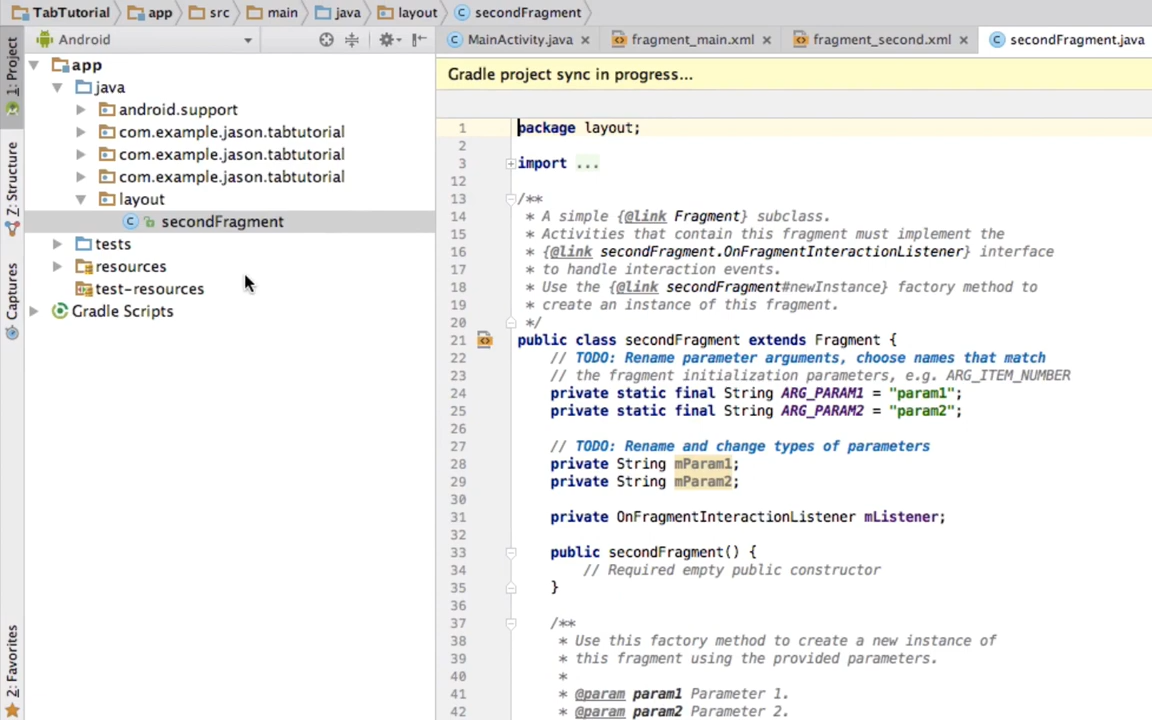 TabTutorial app src main java layout secondFragment
Android
MainActivity.java fragment_main.xml fragment_second.xml secondFragment.java
1: Project
7: Structure
Captures
2: Favorites
app
java
android.support
com.example.jason.tabtutorial
com.example.jason.tabtutorial
com.example.jason.tabtutorial
layout
secondFragment
tests
resources
test-resources
Gradle Scripts
Gradle project sync in progress...
1 package layout;
2
3 import ...
12
13 /**
14 * A simple {@link Fragment} subclass.
15 * Activities that contain this fragment must implement the
16 * {@link secondFragment.OnFragmentInteractionListener} interface
17 * to handle interaction events.
18 * Use the {@link secondFragment#newInstance} factory method to
19 * create an instance of this fragment.
20 */
21 public class secondFragment extends Fragment {
22 // TODO: Rename parameter arguments, choose names that match
23 // the fragment initialization parameters, e.g. ARG_ITEM_NUMBER
24 private static final String ARG_PARAM1 = "param1";
25 private static final String ARG_PARAM2 = "param2";
26
27 // TODO: Rename and change types of parameters
28 private String mParam1;
29 private String mParam2;
30
31 private OnFragmentInteractionListener mListener;
32
33 public secondFragment() {
34 // Required empty public constructor
35 }
36
37 /**
38 * Use this factory method to create a new instance of
39 * this fragment using the provided parameters.
40 *
41 * @param param1 Parameter 1.
42 * @param param2 Parameter 2.